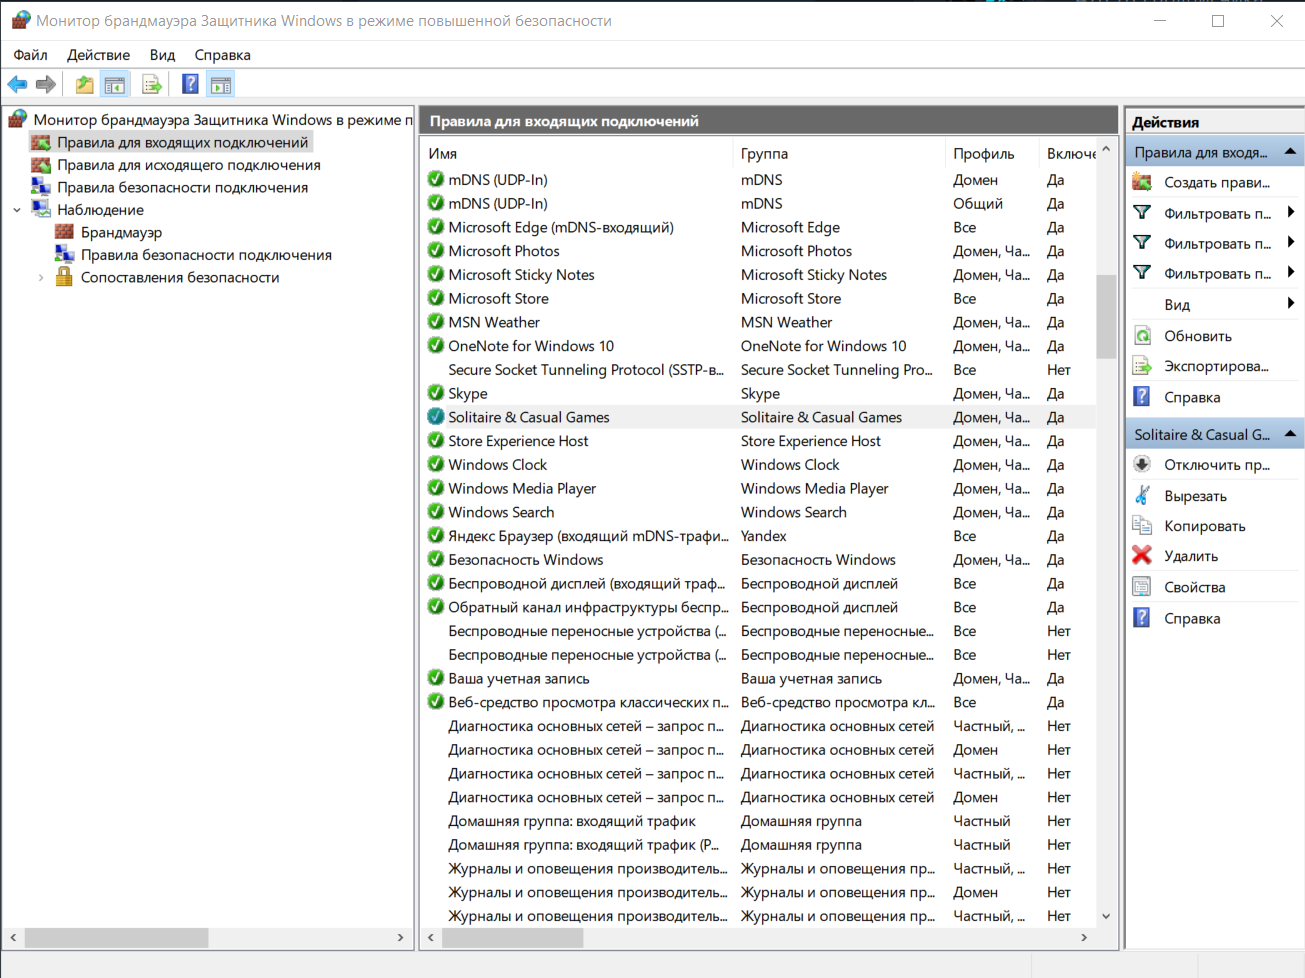 Монитор брандмауэра Защитника Windows в режиме повышенной безопасности
Файл Действие Вид Справка
Монитор брандмауэра Защитника Windows в режиме п
Правила для входящих подключений
Правила для исходящего подключения
Правила безопасности подключения
Наблюдение
Брандмауэр
Правила безопасности подключения
Сопоставления безопасности
Правила для входящих подключений
Имя Группа Профиль Включе
mDNS (UDP-In) mDNS Домен Да
mDNS (UDP-In) mDNS Общий Да
Microsoft Edge (mDNS-входящий) Microsoft Edge Все Да
Microsoft Photos Microsoft Photos Домен, Ча... Да
Microsoft Sticky Notes Microsoft Sticky Notes Домен, Ча... Да
Microsoft Store Microsoft Store Все Да
MSN Weather MSN Weather Домен, Ча... Да
OneNote for Windows 10 OneNote for Windows 10 Домен, Ча... Да
Secure Socket Tunneling Protocol (SSTP-в... Secure Socket Tunneling Pro... Все Нет
Skype Skype Домен, Ча... Да
Solitaire & Casual Games Solitaire & Casual Games Домен, Ча... Да
Store Experience Host Store Experience Host Домен, Ча... Да
Windows Clock Windows Clock Домен, Ча... Да
Windows Media Player Windows Media Player Домен, Ча... Да
Windows Search Windows Search Домен, Ча... Да
Яндекс Браузер (входящий mDNS-трафи... Yandex Все Да
Безопасность Windows Безопасность Windows Домен, Ча... Да
Беспроводной дисплей (входящий траф... Беспроводной дисплей Все Да
Обратный канал инфраструктуры беспр... Беспроводной дисплей Все Да
Беспроводные переносные устройства (... Беспроводные переносные... Все Нет
Беспроводные переносные устройства (... Беспроводные переносные... Все Нет
Ваша учетная запись Ваша учетная запись Домен, Ча... Да
Веб-средство просмотра классических п... Веб-средство просмотра кл... Все Да
Диагностика основных сетей – запрос п... Диагностика основных сетей Частный, ... Нет
Диагностика основных сетей – запрос п... Диагностика основных сетей Домен Нет
Диагностика основных сетей – запрос п... Диагностика основных сетей Частный, ... Нет
Диагностика основных сетей – запрос п... Диагностика основных сетей Домен Нет
Домашняя группа: входящий трафик Домашняя группа Частный Нет
Домашняя группа: входящий трафик (P... Домашняя группа Частный Нет
Журналы и оповещения производитель... Журналы и оповещения пр... Частный, ... Нет
Журналы и оповещения производитель... Журналы и оповещения пр... Домен Нет
Журналы и оповещения производитель... Журналы и оповещения пр... Частный, ... Нет
Действия
Правила для входя...
Создать прави...
Фильтровать п...
Фильтровать п...
Фильтровать п...
Вид
Обновить
Экспортирова...
Справка
Solitaire & Casual G...
Отключить пр...
Вырезать
Копировать
Удалить
Свойства
Справка